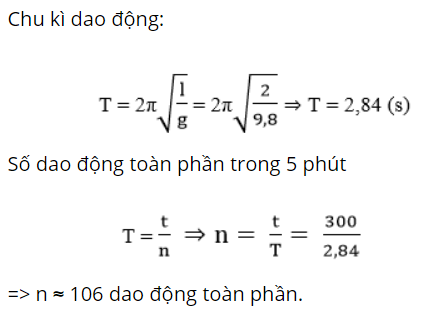 Chu kì dao động:
T = 2π√(l/g) = 2π√(2/9,8) ⇒ T = 2,84 (s)
Số dao động toàn phần trong 5 phút
T = t/n ⇒ n = t/T = 300/2,84
=> n ≈ 106 dao động toàn phần.